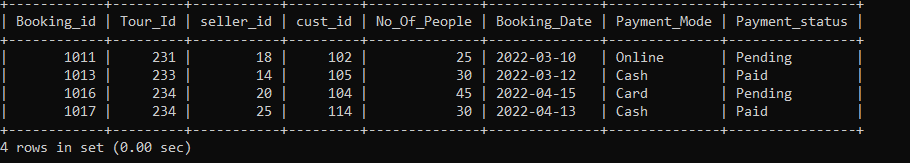 +------------+---------+-----------+---------+--------------+--------------+--------------+----------------+
| Booking_id | Tour_Id | seller_id | cust_id | No_Of_People | Booking_Date | Payment_Mode | Payment_status |
+------------+---------+-----------+---------+--------------+--------------+--------------+----------------+
|       1011 |     231 |        18 |     102 |           25 | 2022-03-10   | Online       | Pending        |
|       1013 |     233 |        14 |     105 |           30 | 2022-03-12   | Cash         | Paid           |
|       1016 |     234 |        20 |     104 |           45 | 2022-04-15   | Card         | Pending        |
|       1017 |     234 |        25 |     114 |           30 | 2022-04-13   | Cash         | Paid           |
+------------+---------+-----------+---------+--------------+--------------+--------------+----------------+
4 rows in set (0.00 sec)